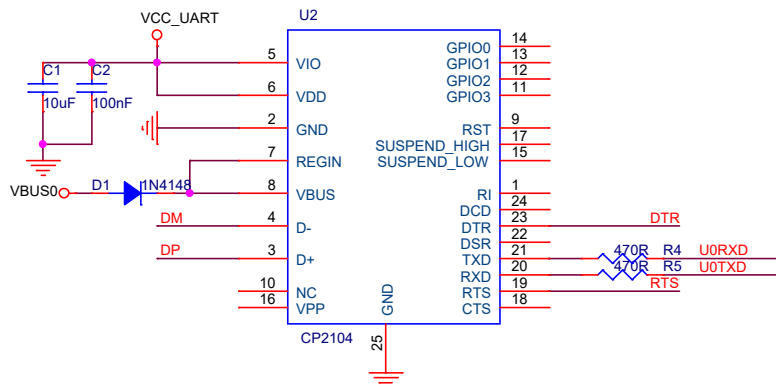 VCC_UART
U2
C1
C2
10uF
100nF
5
VIO
6
VDD
2
GND
7
REGIN
VBUS0
D1
1N4148
8
VBUS
DM
4
D-
DP
3
D+
10
NC
16
VPP
GND
25
CP2104
GPIO0
14
GPIO1
13
GPIO2
12
GPIO3
11
RST
9
SUSPEND_HIGH
17
SUSPEND_LOW
15
RI
1
DCD
24
DTR
23
DTR
DSR
22
TXD
21
470R
R4
U0RXD
RXD
20
470R
R5
U0TXD
RTS
19
RTS
CTS
18